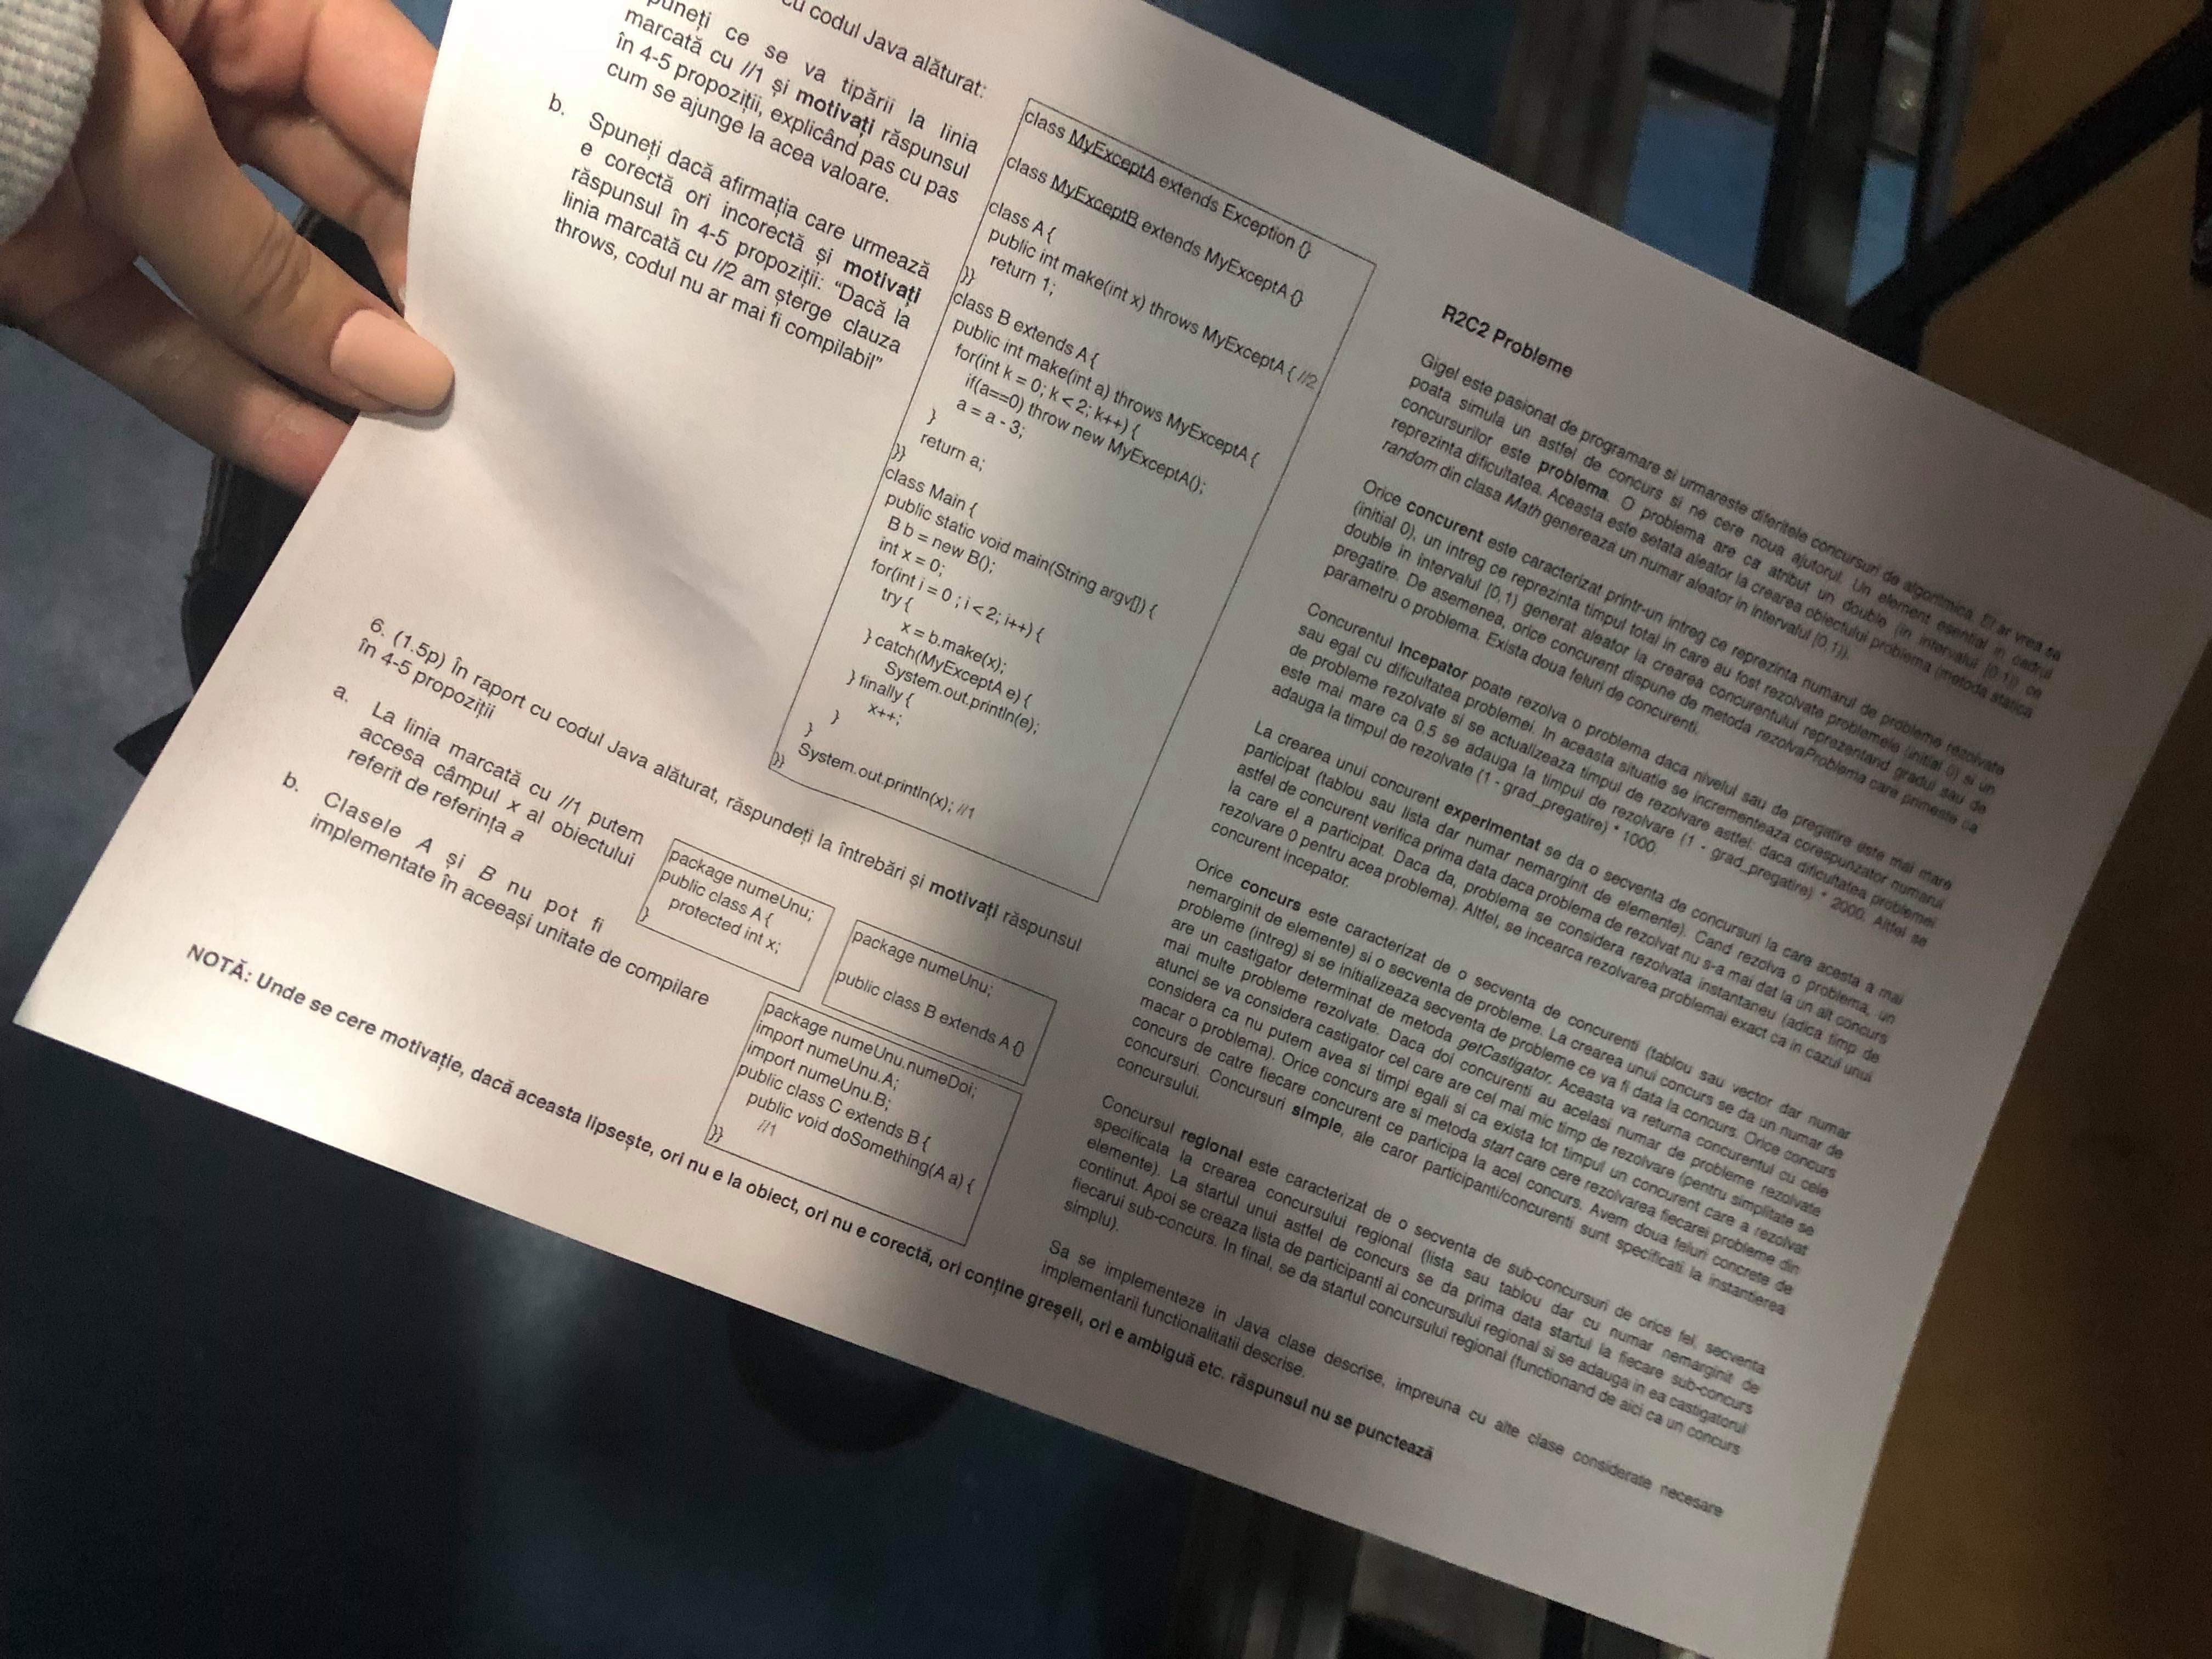 cu codul Java alăturat:
puneți ce se va tipării la linia
marcată cu //1 și motivați răspunsul
în 4-5 propoziții, explicând pas cu pas
cum se ajunge la acea valoare.
b. Spuneți dacă afirmația care urmează
e corectă ori incorectă și motivați
răspunsul în 4-5 propoziții: "Dacă la
linia marcată cu //2 am șterge clauza
throws, codul nu ar mai fi compilabil"
class MyExceptA extends Exception {}
class MyExceptB extends MyExceptA {}
class A {
public int make(int x) throws MyExceptA { //2
return 1;
}}
class B extends A {
public int make(int a) throws MyExceptA {
for(int k = 0; k < 2; k++) {
if(a==0) throw new MyExceptA();
a = a - 3;
}
return a;
}}
class Main {
public static void main(String argv[]) {
B b = new B();
int x = 0;
for(int i = 0 ; i < 2; i++) {
try {
x = b.make(x);
} catch(MyExceptA e) {
System.out.println(e);
} finally {
x++;
}
}
System.out.println(x); //1
}}
6. (1.5p) În raport cu codul Java alăturat, răspundeți la întrebări și motivați răspunsul
în 4-5 propoziții
a. La linia marcată cu //1 putem
accesa câmpul x al obiectului
referit de referința a
b. Clasele A și B nu pot fi
implementate în aceeași unitate de compilare
package numeUnu;
public class A {
protected int x;
}
package numeUnu;
public class B extends A {}
package numeUnu.numeDoi;
import numeUnu.A;
import numeUnu.B;
public class C extends B {
public void doSomething(A a) {
//1
}}
NOTĂ: Unde se cere motivație, dacă aceasta lipsește, ori nu e la obiect, ori nu e corectă, ori conține greșeli, ori e ambiguă etc. răspunsul nu se punctează
R2C2 Probleme
Gigel este pasionat de programare si urmareste diferitele concursuri de algoritmica. El ar vrea sa
poata simula un astfel de concurs si ne cere noua ajutorul. Un element esential in cadrul
concursurilor este problema. O problema are ca atribut un double (in intervalul [0,1)) ce
reprezinta dificultatea. Aceasta este setata aleator la crearea obiectului problema (metoda statica
random din clasa Math genereaza un numar aleator in intervalul [0,1)).
Orice concurent este caracterizat printr-un intreg ce reprezinta numarul de probleme rezolvate
(initial 0), un intreg ce reprezinta timpul total in care au fost rezolvate problemele (initial 0) si un
double in intervalul [0,1) generat aleator la crearea concurentului reprezentand gradul sau de
pregatire. De asemenea, orice concurent dispune de metoda rezolvaProblema care primeste ca
parametru o problema. Exista doua feluri de concurenti.
Concurentul Incepator poate rezolva o problema daca nivelul sau de pregatire este mai mare
sau egal cu dificultatea problemei. In aceasta situatie se incrementeaza corespunzator numarul
de probleme rezolvate si se actualizeaza timpul de rezolvare astfel: daca dificultatea problemei
este mai mare ca 0.5 se adauga la timpul de rezolvare (1 - grad_pregatire) * 2000. Altfel se
adauga la timpul de rezolvate (1 - grad_pregatire) * 1000.
La crearea unui concurent experimentat se da o secventa de concursuri la care acesta a mai
participat (tablou sau lista dar numar nemarginit de elemente). Cand rezolva o problema, un
astfel de concurent verifica prima data daca problema de rezolvat nu s-a mai dat la un alt concurs
la care el a participat. Daca da, problema se considera rezolvata instantaneu (adica timp de
rezolvare 0 pentru acea problema). Altfel, se incearca rezolvarea problemai exact ca in cazul unui
concurent incepator.
Orice concurs este caracterizat de o secventa de concurenti (tablou sau vector dar numar
nemarginit de elemente) si o secventa de probleme. La crearea unui concurs se da un numar de
probleme (intreg) si se initializeaza secventa de probleme ce va fi data la concurs. Orice concurs
are un castigator determinat de metoda getCastigator. Aceasta va returna concurentul cu cele
mai multe probleme rezolvate. Daca doi concurenti au acelasi numar de probleme rezolvate
atunci se va considera castigator cel care are cel mai mic timp de rezolvare (pentru simplitate se
considera ca nu putem avea si timpi egali si ca exista tot timpul un concurent care a rezolvat
macar o problema). Orice concurs are si metoda start care cere rezolvarea fiecarei probleme din
concurs de catre fiecare concurent ce participa la acel concurs. Avem doua feluri concrete de
concursuri. Concursuri simple, ale caror participanti/concurenti sunt specificati la instantierea
concursului.
Concursul regional este caracterizat de o secventa de sub-concursuri de orice fel, secventa
specificata la crearea concursului regional (lista sau tablou dar cu numar nemarginit de
elemente). La startul unui astfel de concurs se da prima data startul la fiecare sub-concurs
continut. Apoi se creaza lista de participanti ai concursului regional si se adauga in ea castigatorul
fiecarui sub-concurs. In final, se da startul concursului regional (functionand de aici ca un concurs
simplu).
Sa se implementeze in Java clase descrise, impreuna cu alte clase considerate necesare
implementarii functionalitatii descrise.